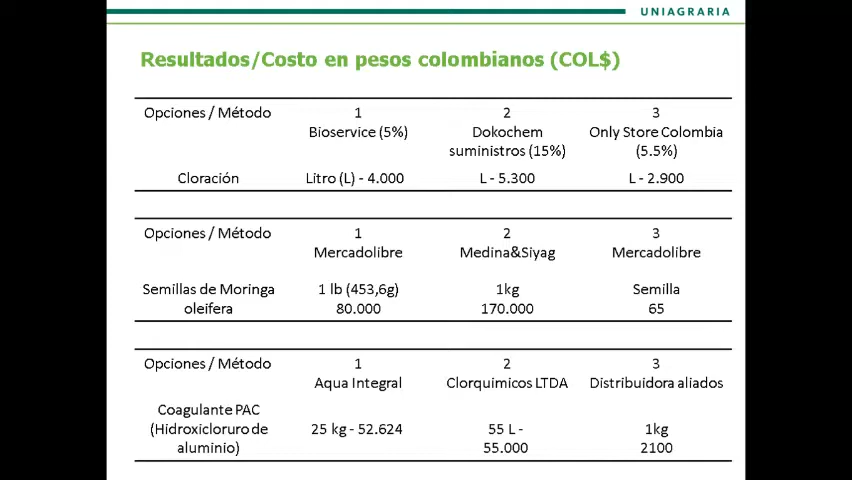 UNIAGRARIA
Resultados/Costo en pesos colombianos (COL$)
Opciones / Método 1 2 3
Bioservice (5%) Dokochem Only Store Colombia
suministros (15%) (5.5%)
Cloración Litro (L) - 4.000 L - 5.300 L - 2.900
Opciones / Método 1 2 3
Mercadolibre Medina&Siyag Mercadolibre
Semillas de Moringa 1 lb (453,6g) 1kg Semilla
oleifera 80.000 170.000 65
Opciones / Método 1 2 3
Aqua Integral Clorquimicos LTDA Distribuidora aliados
Coagulante PAC
(Hidroxicloruro de 25 kg - 52.624 55 L - 1kg
aluminio) 55.000 2100